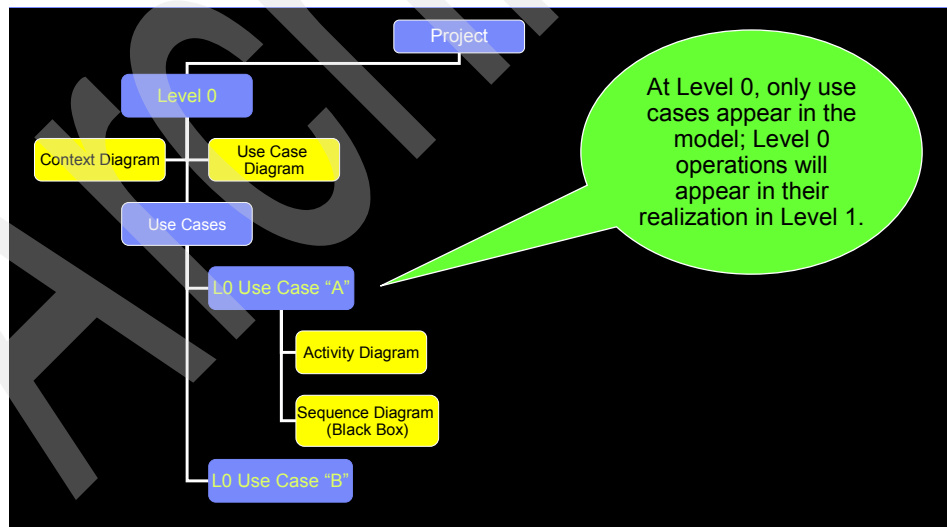 Project
Level 0
Context Diagram
Use Case
Diagram
Use Cases
L0 Use Case “A”
Activity Diagram
Sequence Diagram
(Black Box)
L0 Use Case “B”
At Level 0, only use
cases appear in the
model; Level 0
operations will
appear in their
realization in Level 1.